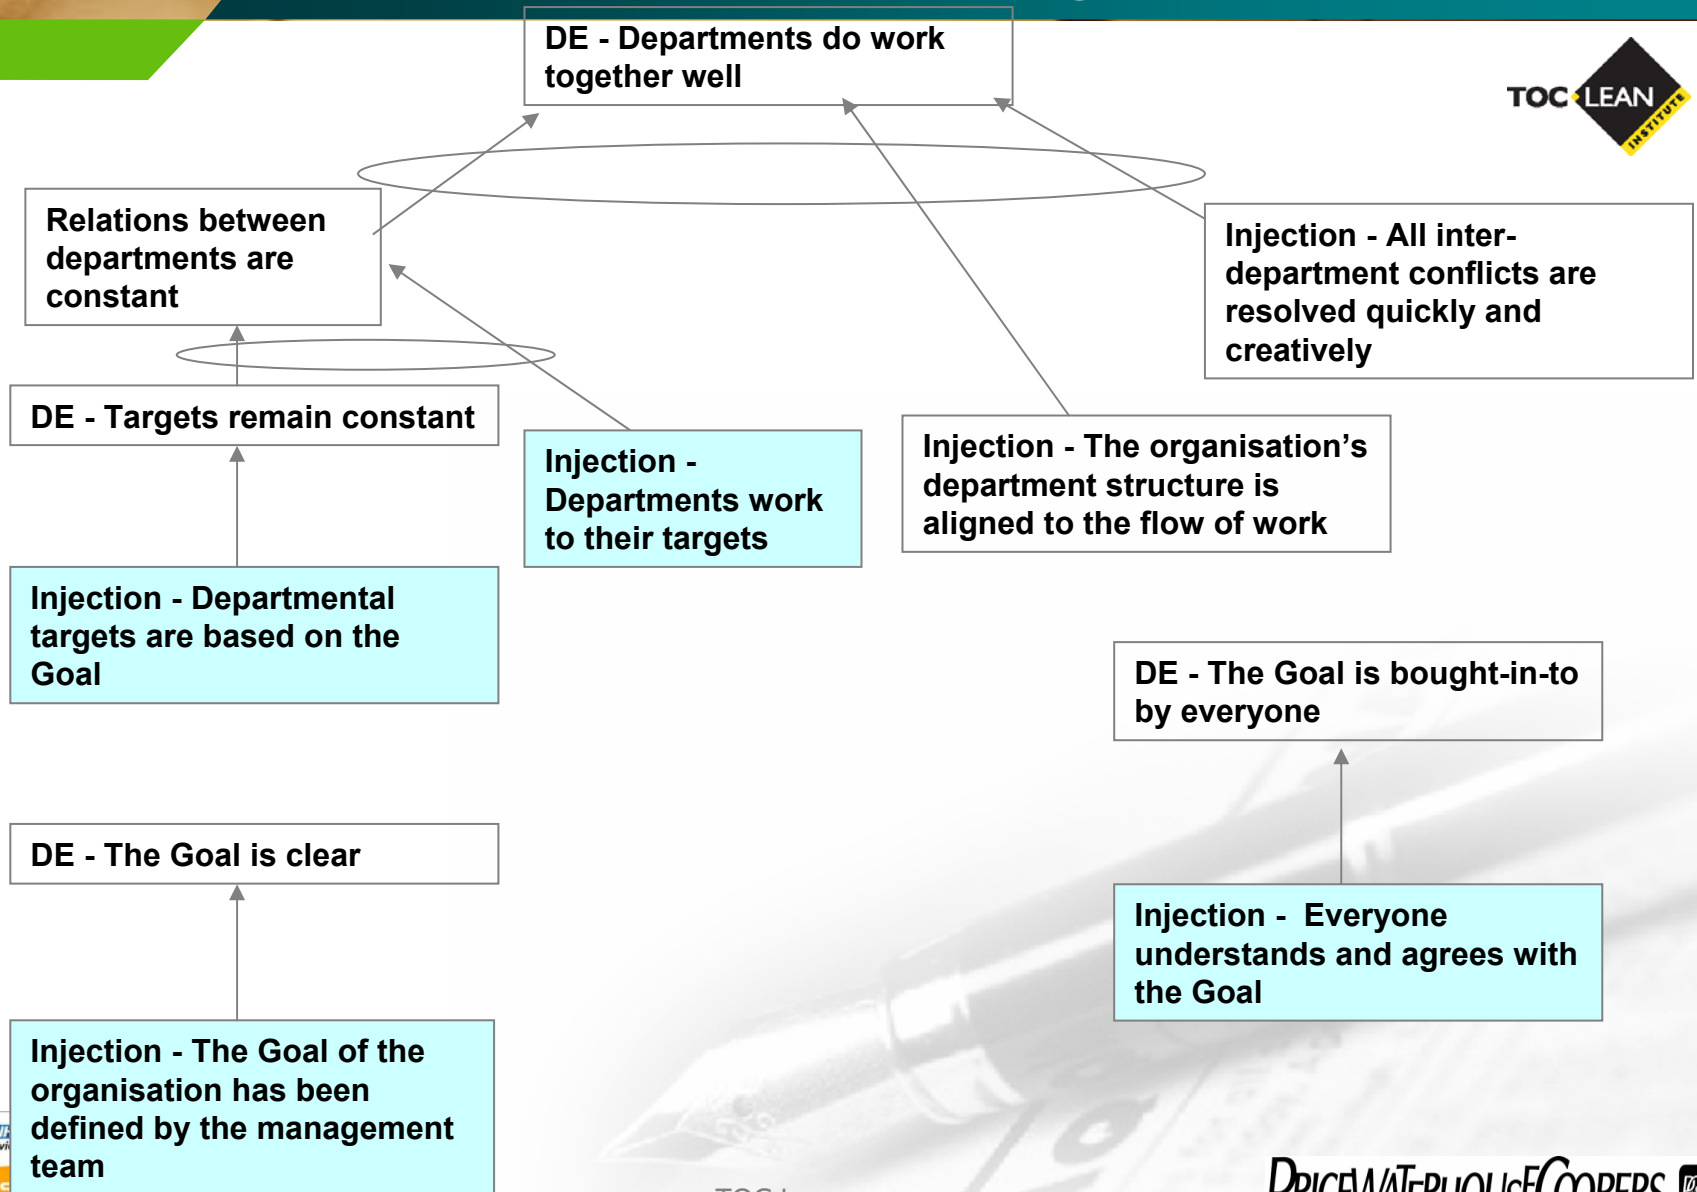 DE - Departments do work
together well
TOC LEAN
INSTITUTE
Relations between
departments are
constant
Injection - All inter-
department conflicts are
resolved quickly and
creatively
DE - Targets remain constant
Injection -
Departments work
to their targets
Injection - The organisation’s
department structure is
aligned to the flow of work
Injection - Departmental
targets are based on the
Goal
DE - The Goal is bought-in-to
by everyone
DE - The Goal is clear
Injection -  Everyone
understands and agrees with
the Goal
Injection - The Goal of the
organisation has been
defined by the management
team
PRICEWATERHOUSECOOPERS